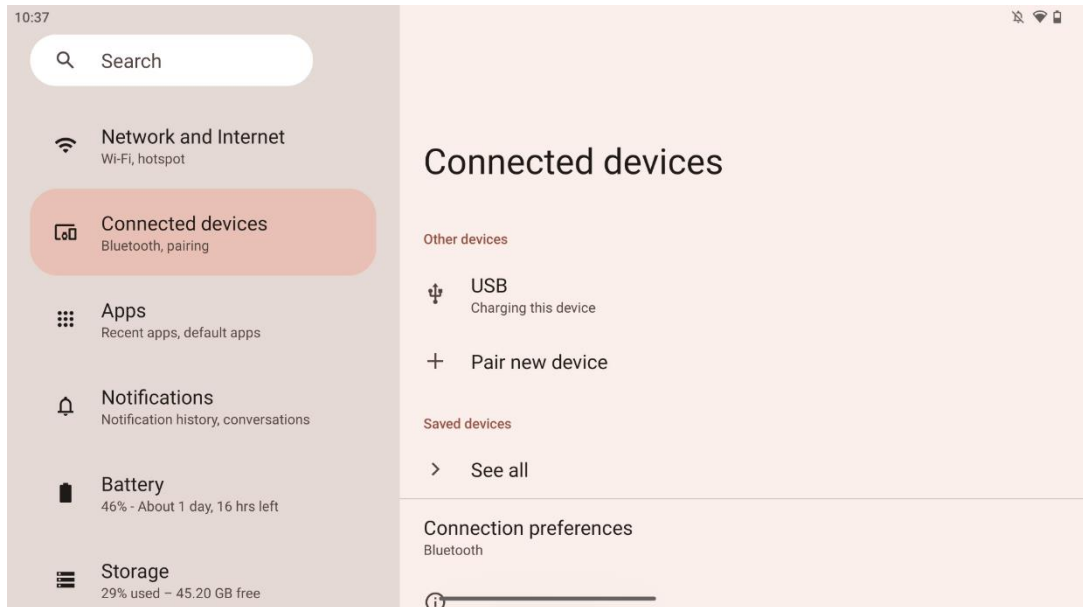 10:37
Search
Network and Internet
Wi-Fi, hotspot
Connected devices
Bluetooth, pairing
Apps
Recent apps, default apps
Notifications
Notification history, conversations
Battery
46% - About 1 day, 16 hrs left
Storage
29% used – 45.20 GB free
Connected devices
Other devices
USB
Charging this device
Pair new device
Saved devices
See all
Connection preferences
Bluetooth